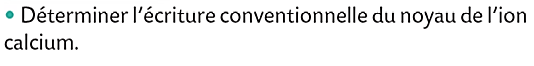 • Déterminer l'écriture conventionnelle du noyau de l'ion
calcium.